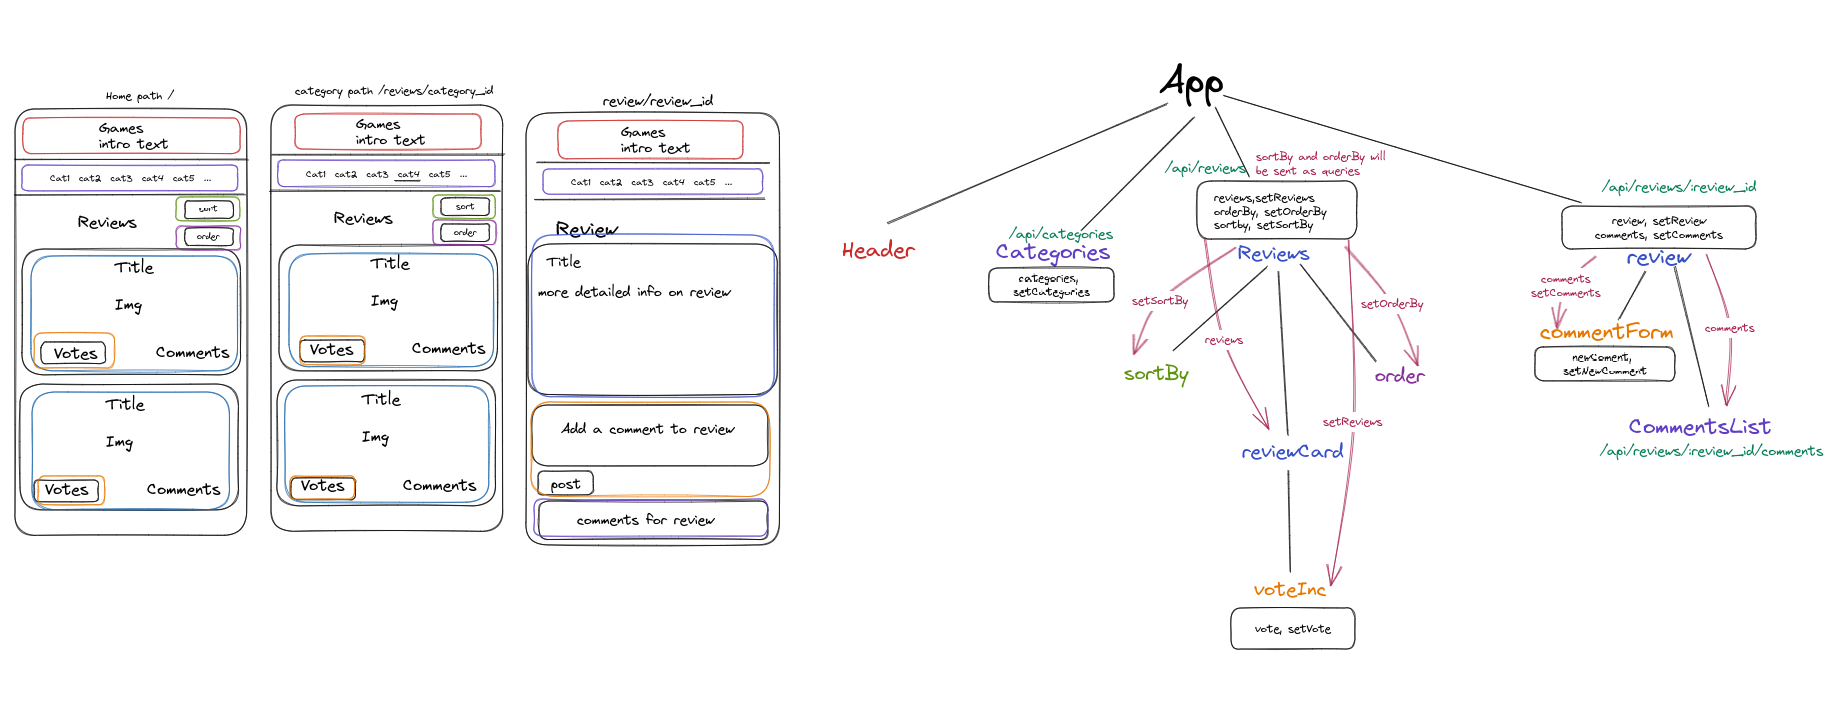 Home path /
Games
intro text
Cat1 cat2 cat3 cat4 cat5 ...
Reviews
sort
order
Title
Img
Votes
Comments
Title
Img
Votes
Comments
category path /reviews/category_id
Games
intro text
Cat1 cat2 cat3 cat4 cat5 ...
Reviews
sort
order
Title
Img
Votes
Comments
Title
Img
Votes
Comments
review/review_id
Games
intro text
Cat1 cat2 cat3 cat4 cat5 ...
Review
Title
more detailed info on review
Add a comment to review
post
comments for review
App
Header
/api/categories
Categories
categories,
setCategories
/api/reviews
sortBy and orderBy will
be sent as queries
reviews,setReviews
orderBy, setOrderBy
sortby, setSortBy
Reviews
setSortBy
reviews
setOrderBy
setReviews
sortBy
order
reviewCard
voteInc
vote, setVote
/api/reviews/:review_id
review, setReview
comments, setComments
review
comments
setComments
comments
commentForm
newComent,
setNewComment
CommentsList
/api/reviews/:review_id/comments